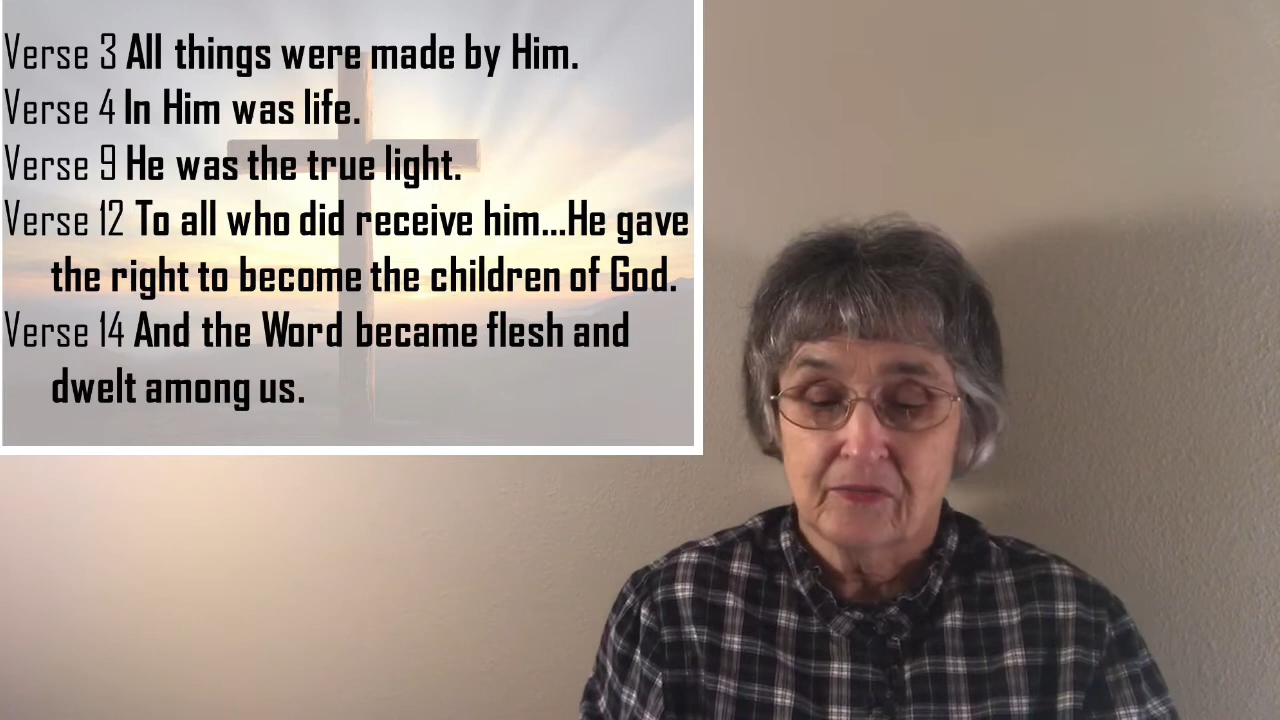 Verse 3 All things were made by Him.
Verse 4 In Him was life.
Verse 9 He was the true light.
Verse 12 To all who did receive him...He gave
the right to become the children of God.
Verse 14 And the Word became flesh and
dwelt among us.